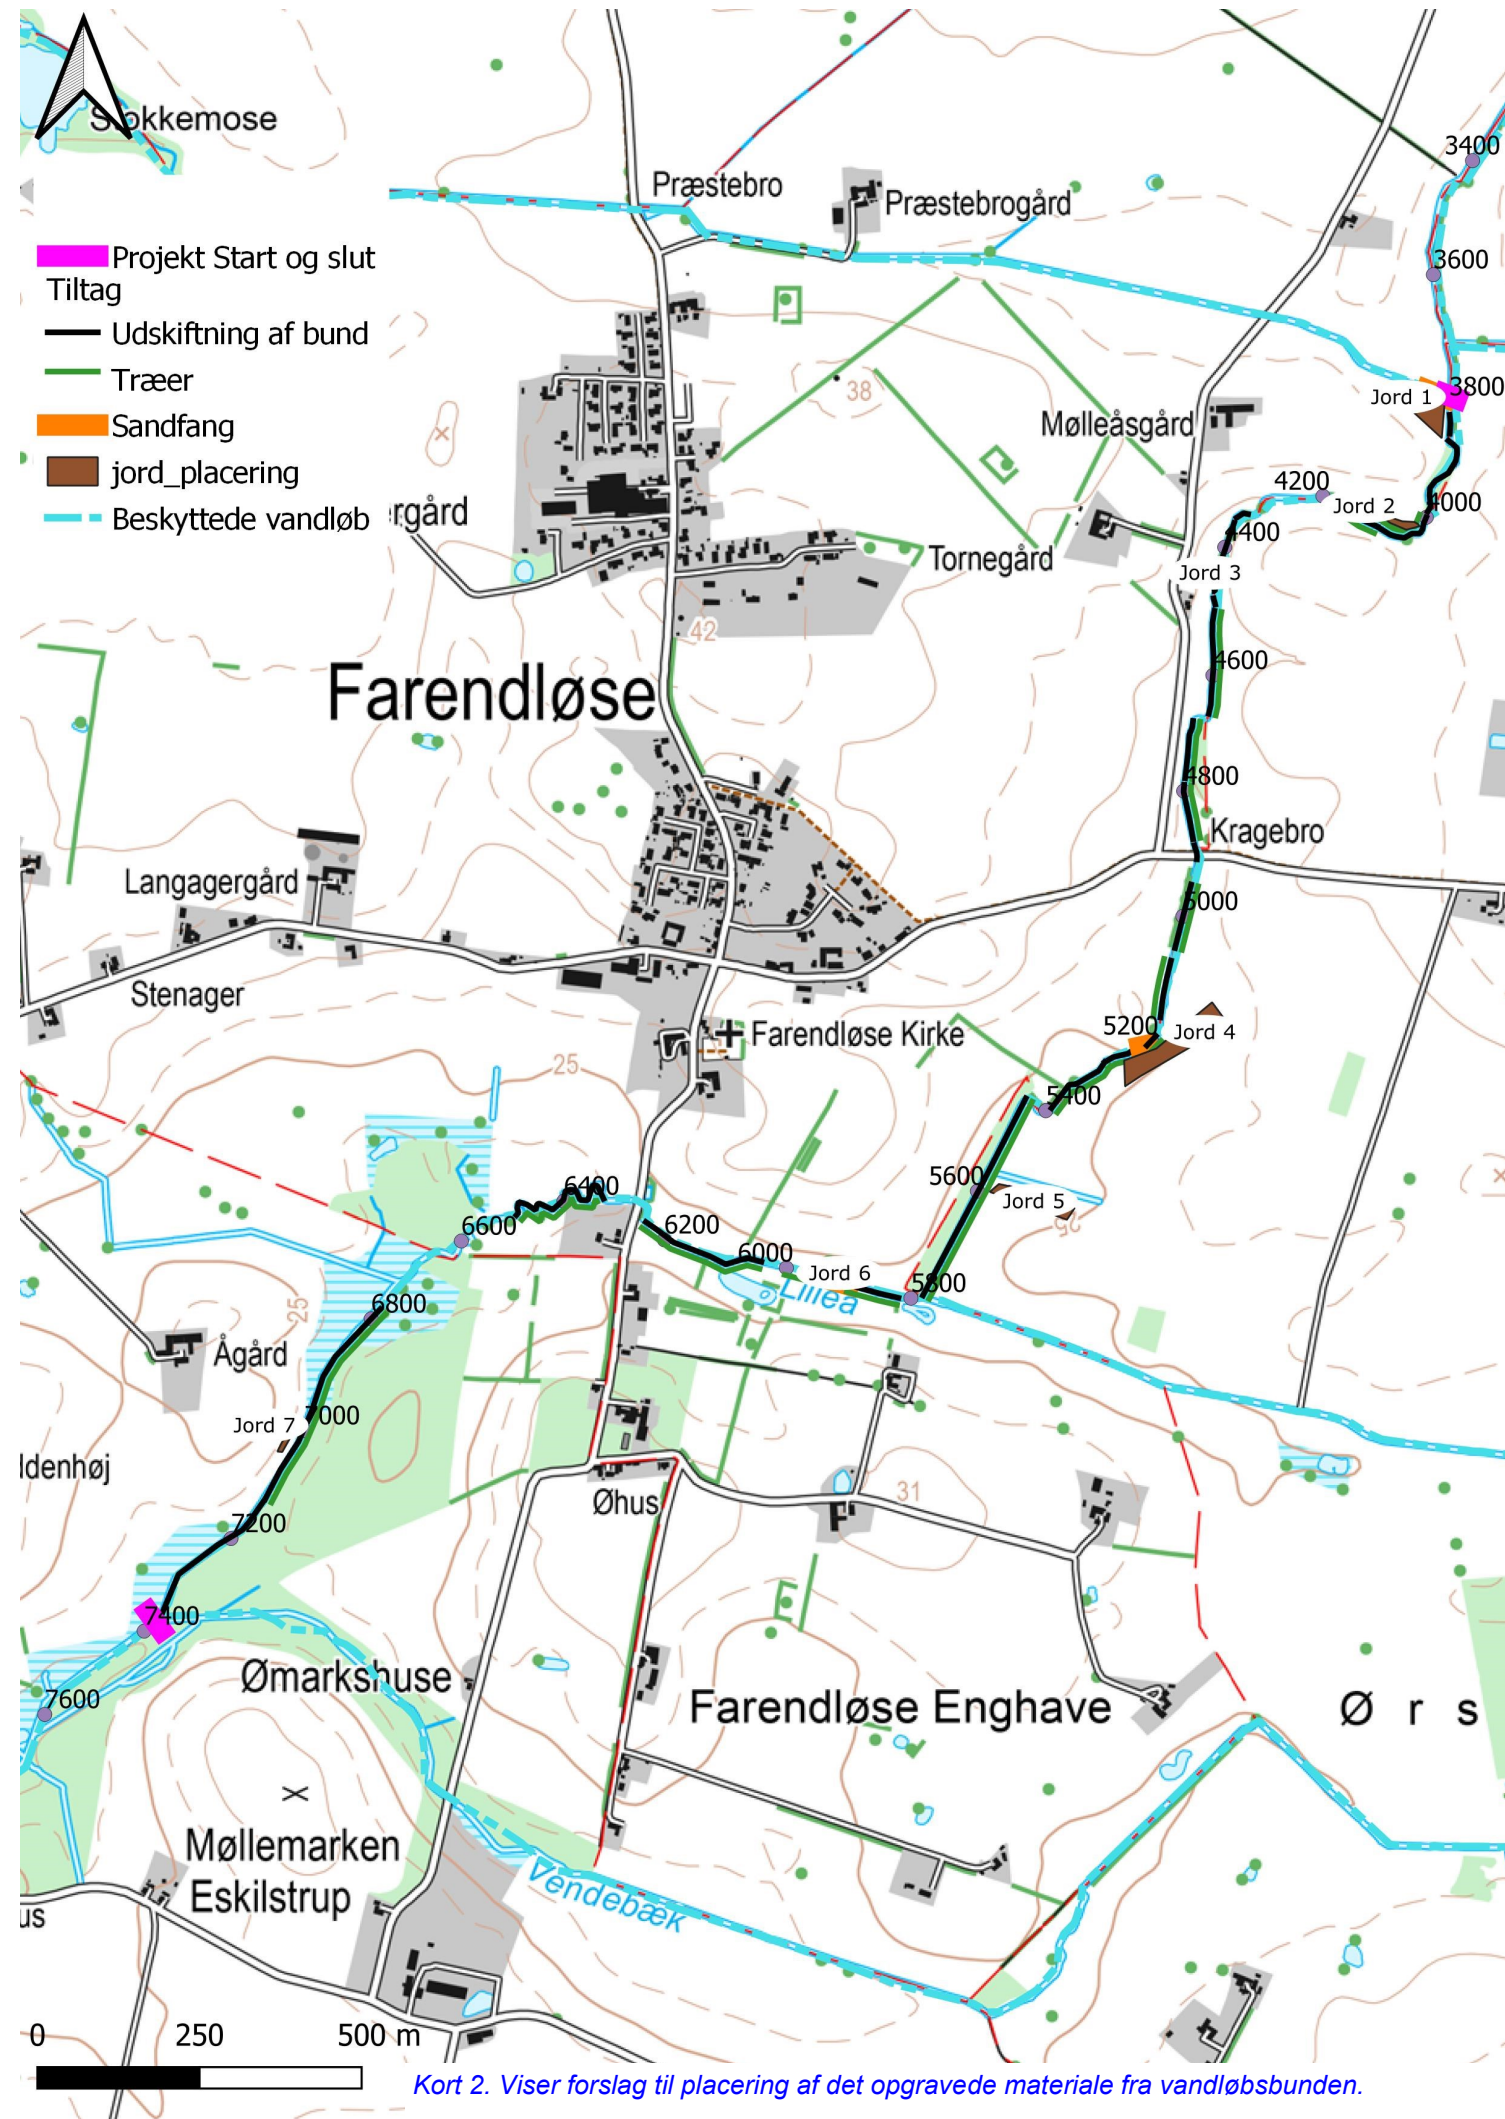 Stokkemose
3400
Præstebro
Præstebrogård
Projekt Start og slut
3600
Tiltag
Udskiftning af bund
Træer
38
Jord 1
3800
Sandfang
Mølleåsgård
jord_placering
4200
Jord 2
4000
Beskyttede vandløb
rgård
4400
Tornegård
Jord 3
42
4600
Farendløse
4800
Kragebro
Langagergård
5000
Stenager
5200
Jord 4
Farendløse Kirke
25
5400
5600
6400
Jord 5
25
6600
6200
6000
Jord 6
5800
Lilleå
25
6800
Ågård
7000
Jord 7
ldenhøj
31
Øhus
7200
7400
Ømarkshuse
7600
Farendløse Enghave
Ø r s
Møllemarken
Eskilstrup
Vendebæk
us
0 250 500 m
Kort 2. Viser forslag til placering af det opgravede materiale fra vandløbsbunden.